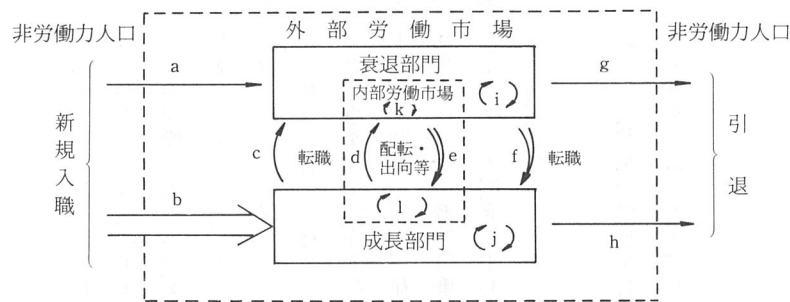 外部労働市場
非労働力人口
非労働力人口
衰退部門
a
g
内部労働市場
i
k
新規入職
引退
c
転職
d
配転・
出向等
e
f
転職
b
l
成長部門
j
h